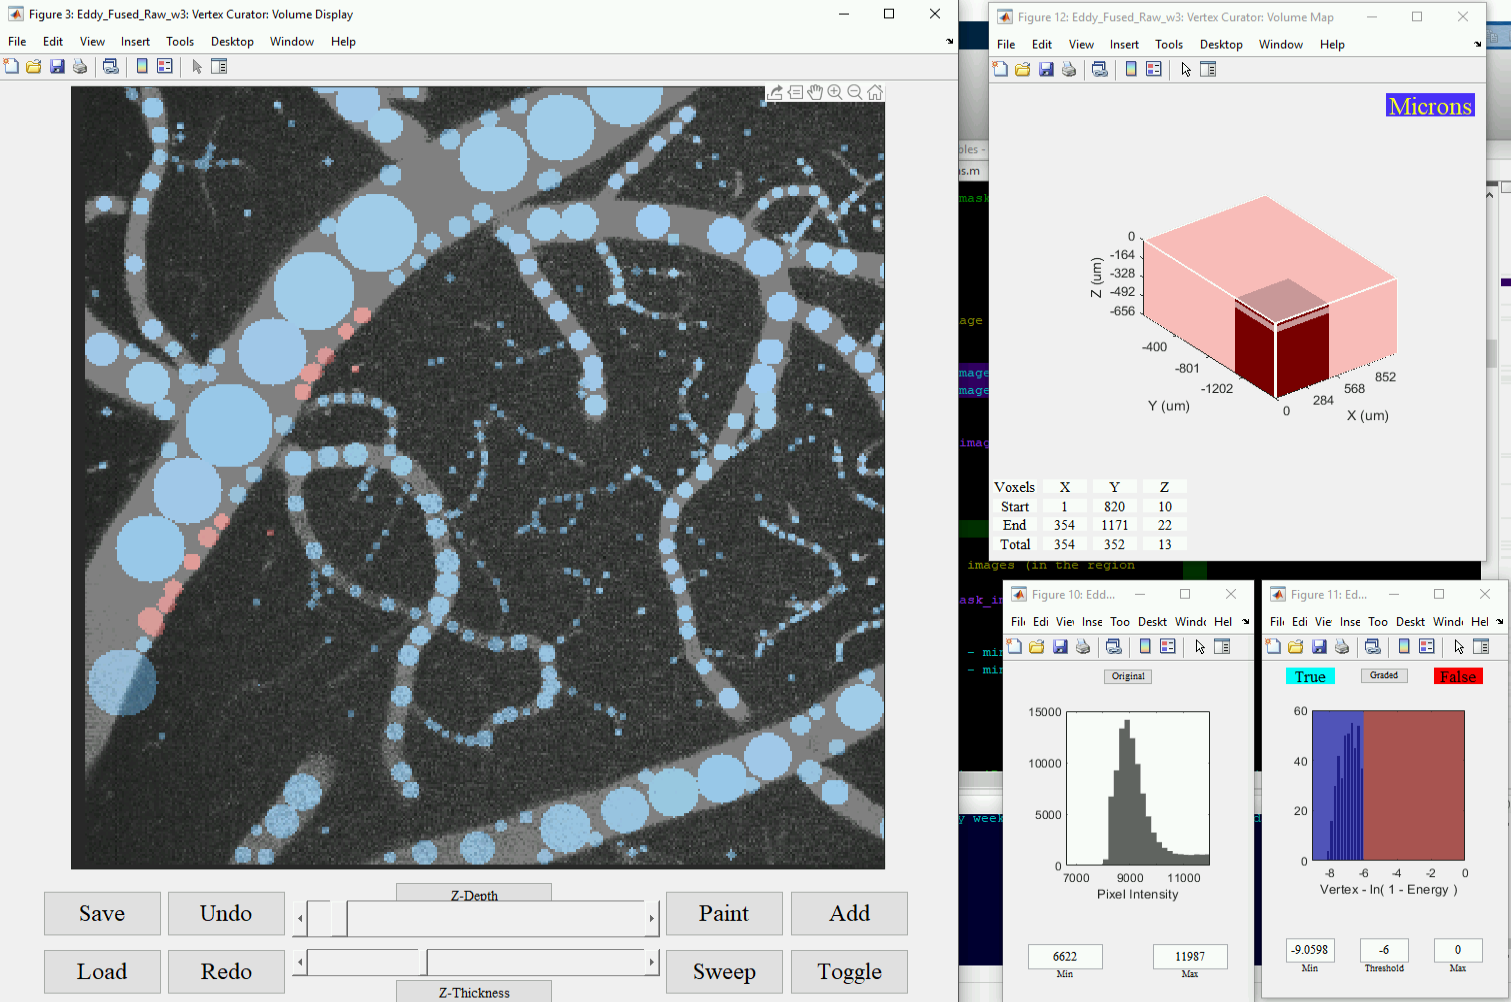 Figure 3: Eddy_Fused_Raw_w3: Vertex Curator: Volume Display
File Edit View Insert Tools Desktop Window Help
Z-Depth
Save Undo Paint Add
Load Redo Sweep Toggle
Z-Thickness
Figure 12: Eddy_Fused_Raw_w3: Vertex Curator: Volume Map
File Edit View Insert Tools Desktop Window Help
Microns
0
-164
-328
-492
-656
Z (um)
-400
-801
-1202
Y (um)
0
284
568
852
X (um)
Voxels X Y Z
Start 1 820 10
End 354 1171 22
Total 354 352 13
oles -
ns.m
mask
age
mage
mage
imag
images (in the region
ask_i
- mi
- mi
y week
Figure 10: Edd...
Edi Inse Too Deskt Hel
Original
15000
10000
5000
0
7000 9000 11000
Pixel Intensity
6622 11987
Min Max
Figure 11: Ed...
Edi Vie Inse Too Deskt Hel
True Graded False
60
40
20
0
-8 -6 -4 -2 0
Vertex - ln( 1 - Energy )
-9.0598 -6 0
Min Threshold Max